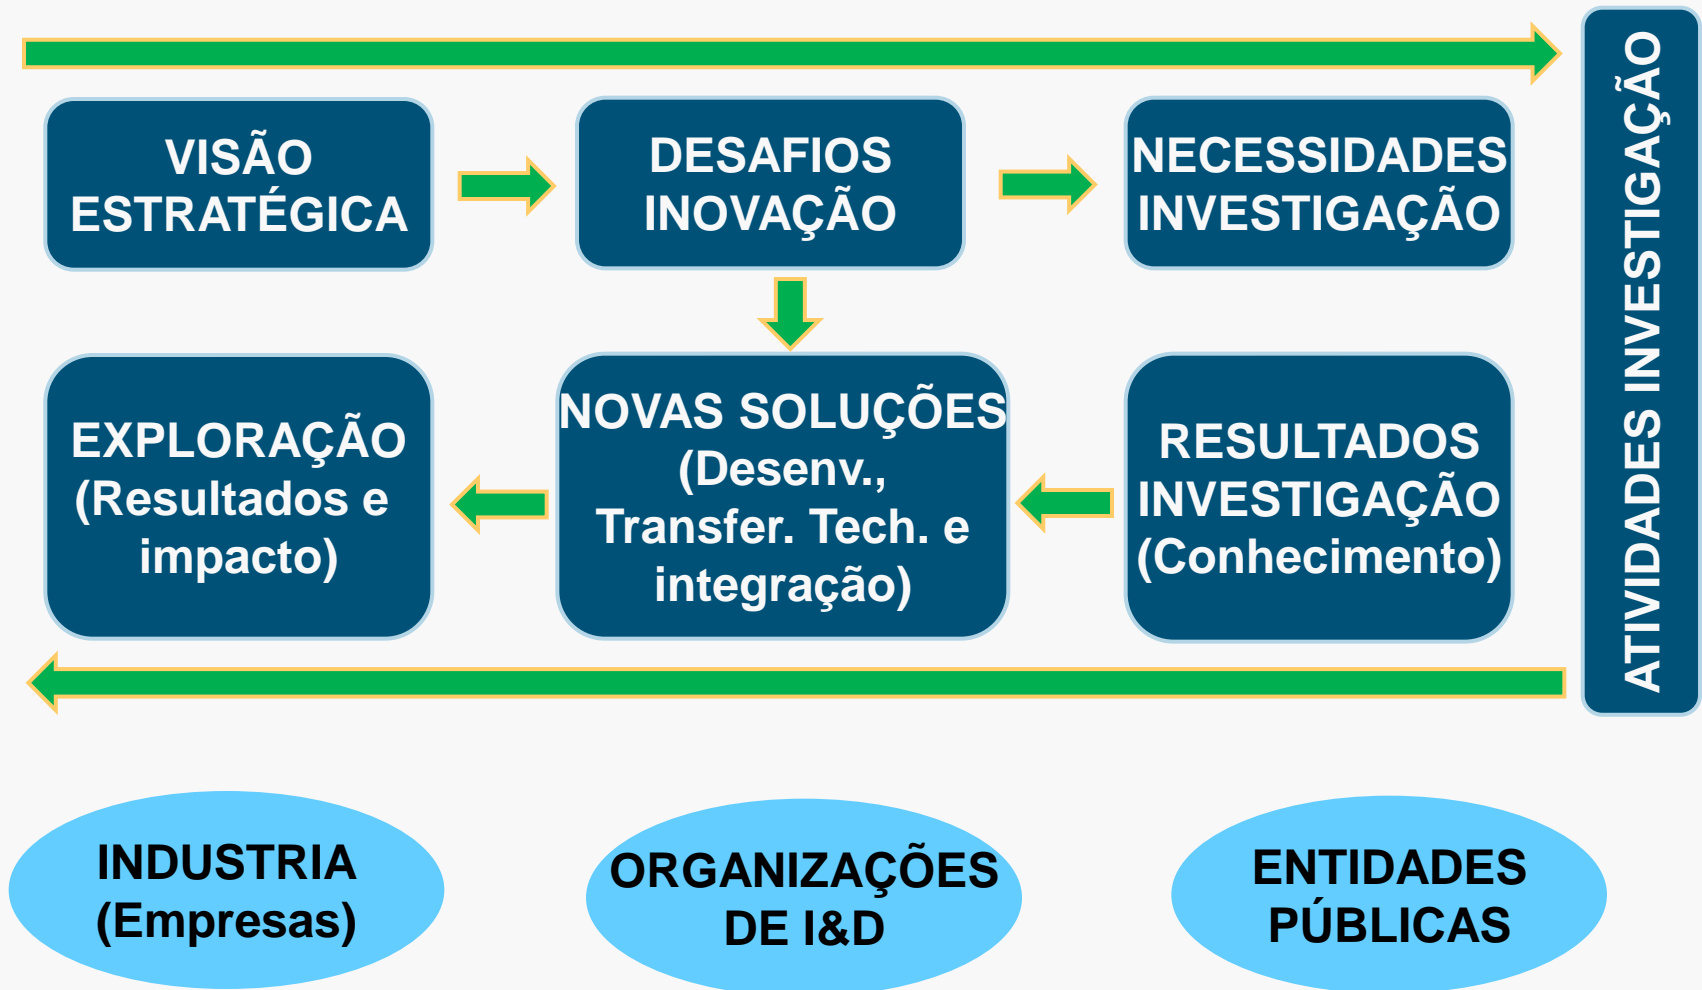 VISÃO
ESTRATÉGICA
DESAFIOS
INOVAÇÃO
NECESSIDADES
INVESTIGAÇÃO
EXPLORAÇÃO
(Resultados e
impacto)
NOVAS SOLUÇÕES
(Desenv.,
Transfer. Tech. e
integração)
RESULTADOS
INVESTIGAÇÃO
(Conhecimento)
ATIVIDADES INVESTIGAÇÃO
INDUSTRIA
(Empresas)
ORGANIZAÇÕES
DE I&D
ENTIDADES
PÚBLICAS